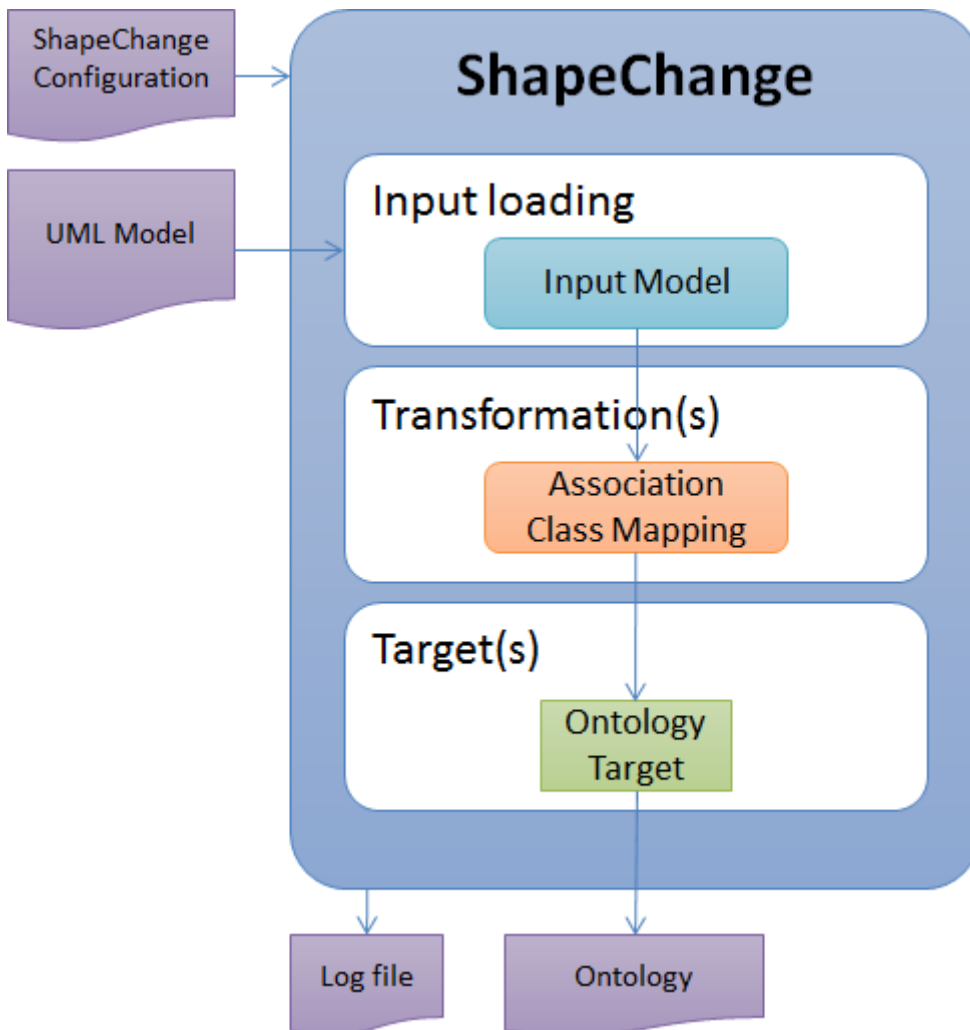 ShapeChange
Configuration
ShapeChange
UML Model
Input loading
Input Model
Transformation(s)
Association
Class Mapping
Target(s)
Ontology
Target
Log file
Ontology